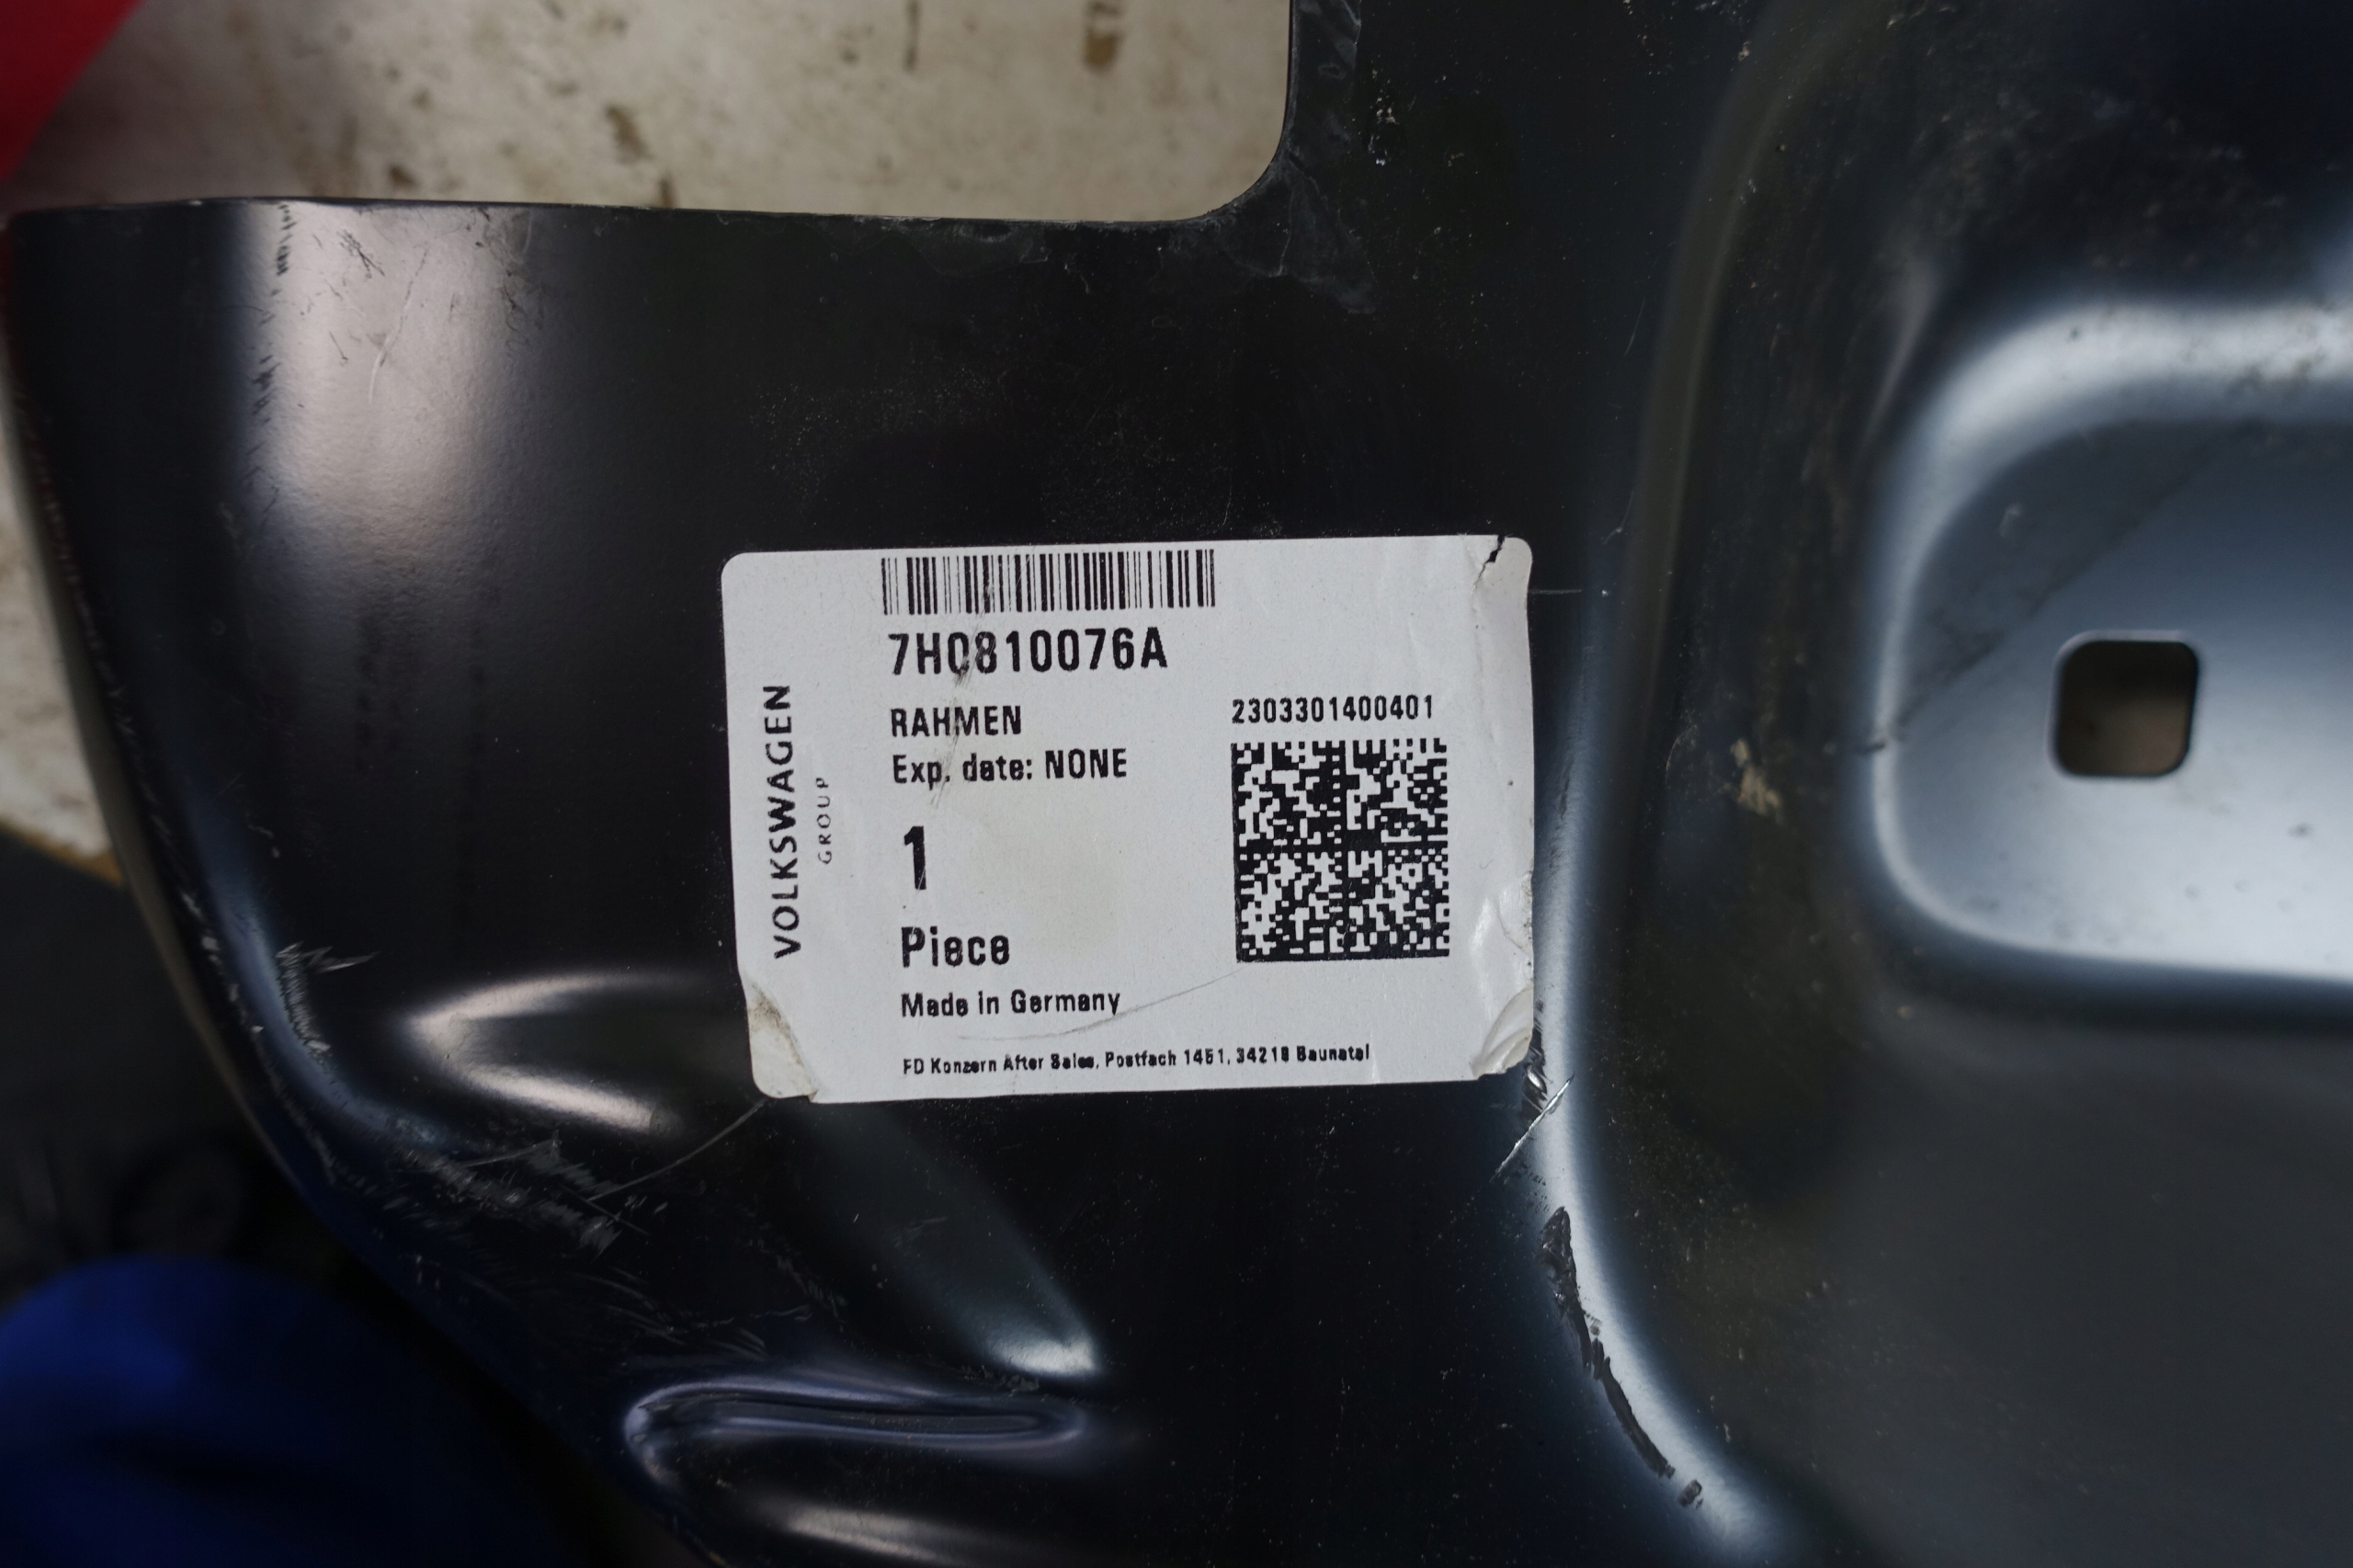 7H0810076A
RAHMEN
Exp. date: NONE
2303301400401
1
Piece
Made in Germany
FD Konzern After Sales, Postfach 1451, 34219 Baunatal
VOLKSWAGEN
GROUP